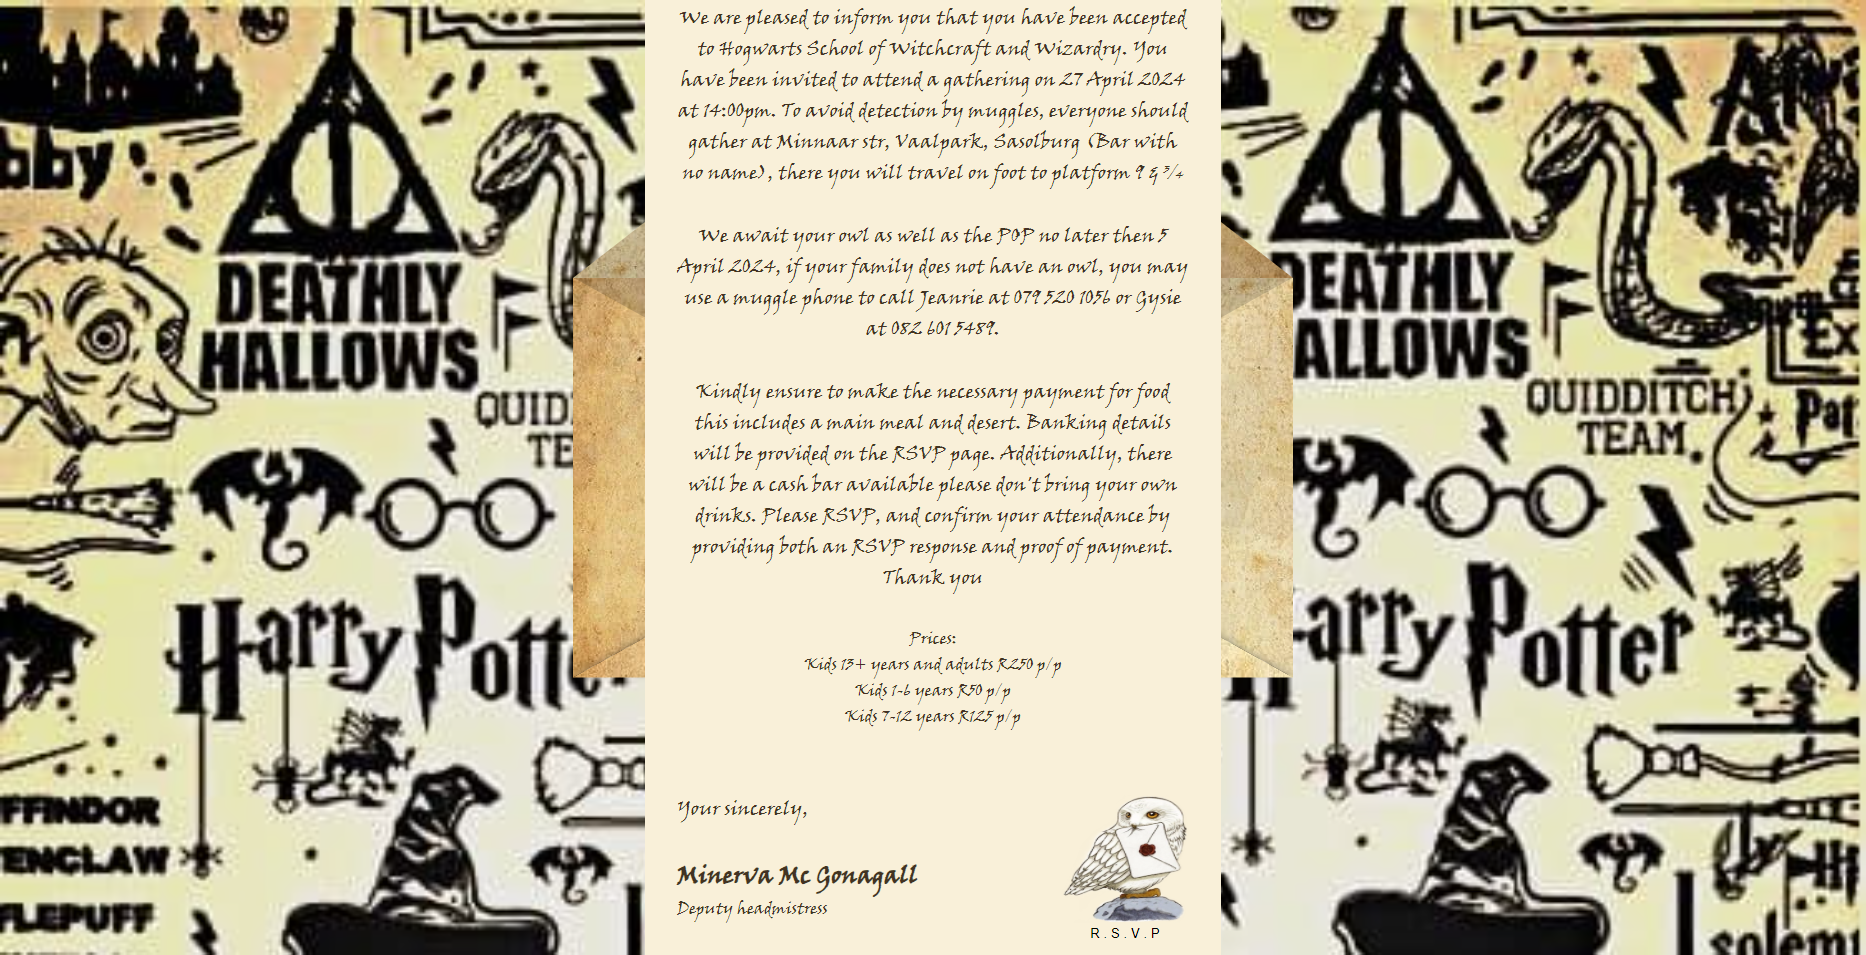 We are pleased to inform you that you have been accepted
to Hogwarts School of Witchcraft and Wizardry. You
have been invited to attend a gathering on 27 April 2024
at 14:00pm. To avoid detection by muggles, everyone should
gather at Minnaar str, Vaalpark, Sasolburg (Bar with
no name), there you will travel on foot to platform 9 & 3/4
We await your owl as well as the POP no later then 5
April 2024, if your family does not have an owl, you may
use a muggle phone to call Jeanrie at 079 520 1056 or Gysie
at 082 601 5489.
Kindly ensure to make the necessary payment for food
this includes a main meal and desert. Banking details
will be provided on the RSVP page. Additionally, there
will be a cash bar available please don't bring your own
drinks. Please RSVP, and confirm your attendance by
providing both an RSVP response and proof of payment.
Thank you
Prices:
Kids 13+ years and adults R250 p/p
Kids 1-6 years R50 p/p
Kids 7-12 years R125 p/p
Your sincerely,
Minerva Mc Gonagall
Deputy headmistress
R.S.V.P
bby
DEATHLY
HALLOWS
QUID
TE
Harry Potte
FFINDOR
ENCLAW
FLEPUFF
DEATHLY
ALLOWS
QUIDDITCH
TEAM
Ex
Pat
arry Potter
solem